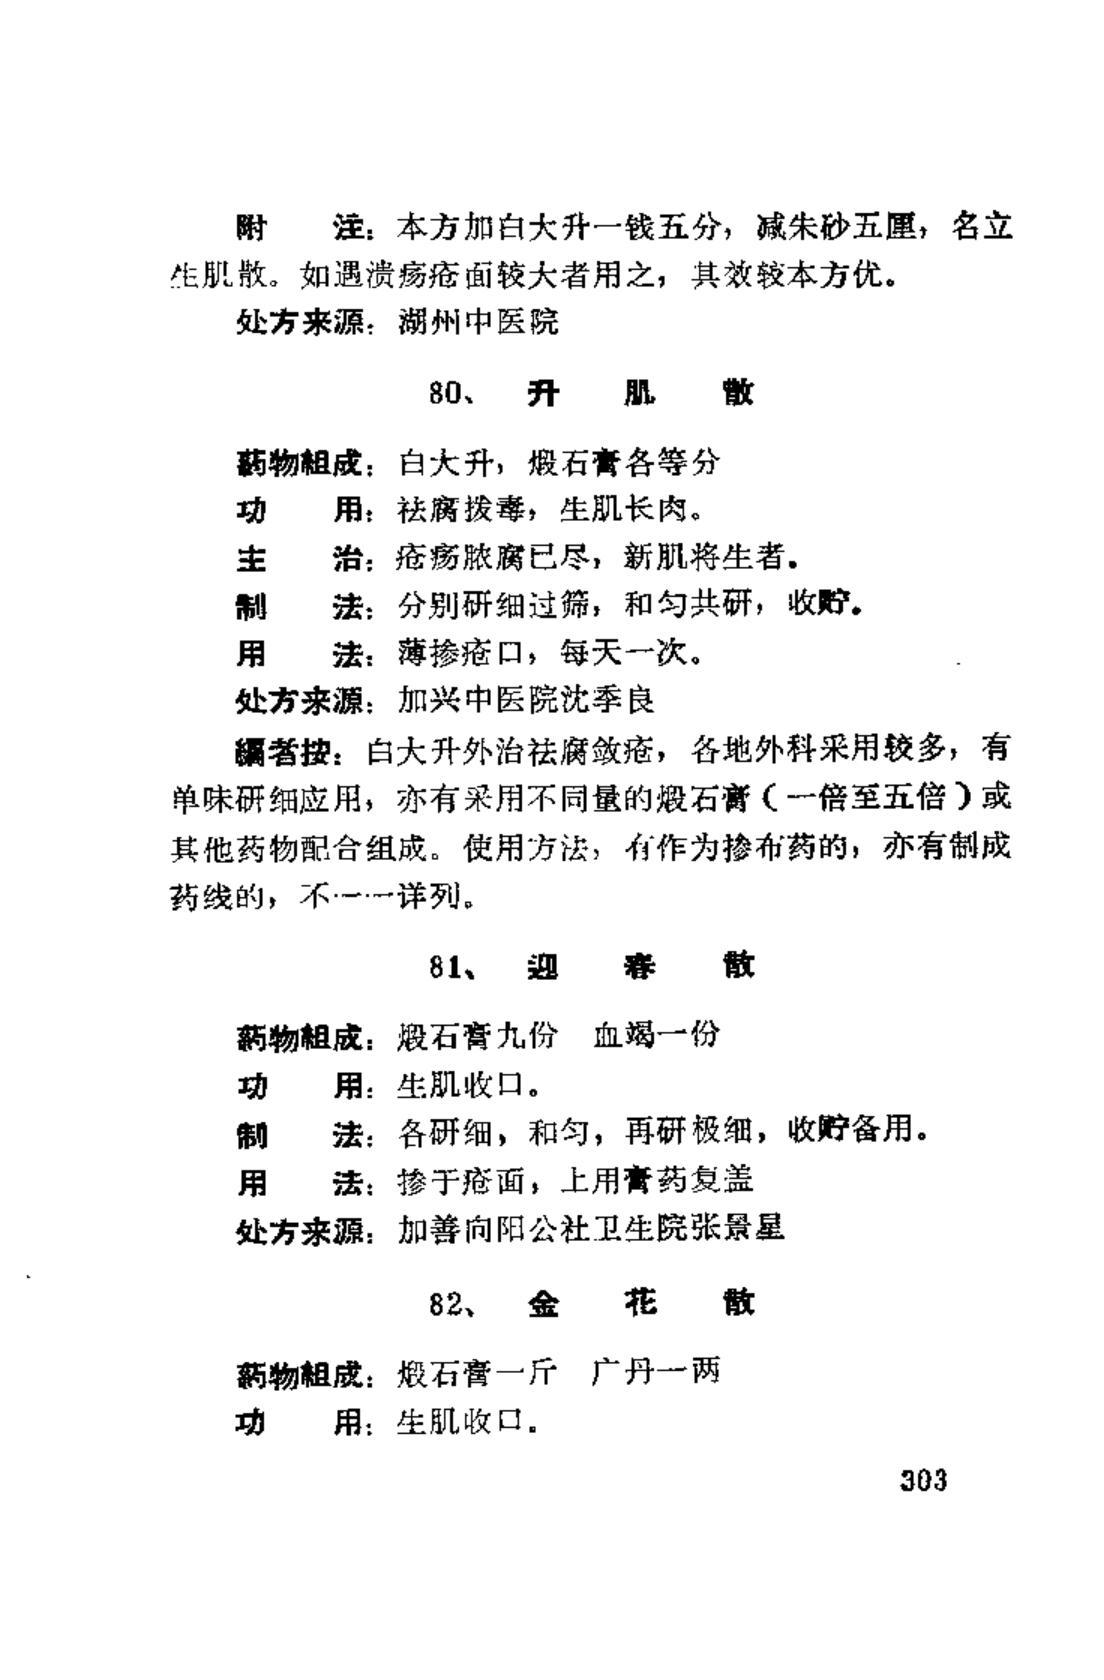 附　　注：本方加白大升一钱五分，减朱砂五厘，名立
生肌散。如遇溃疡疮面较大者用之，其效较本方优。
处方来源：湖州中医院
80、升　肌　散
药物組成：白大升，煅石膏各等分
功　　用：祛腐拨毒，生肌长肉。
主　　治：疮疡脓腐已尽，新肌将生者。
制　　法：分别研细过筛，和匀共研，收貯。
用　　法：薄掺疮口，每天一次。
处方来源：加兴中医院沈季良
編者按：白大升外治祛腐敛疮，各地外科采用较多，有
单味研细应用，亦有采用不同量的煅石膏（一倍至五倍）或
其他药物配合组成。使用方法，有作为掺布药的，亦有制成
药线的，不一一详列。
81、迎　春　散
药物組成：煅石膏九份　血竭一份
功　　用：生肌收口。
制　　法：各研细，和匀，再研极细，收貯备用。
用　　法：掺于疮面，上用膏药复盖
处方来源：加善向阳公社卫生院张景星
82、金　花　散
药物組成：煅石膏一斤　广丹一两
功　　用：生肌收口。
303